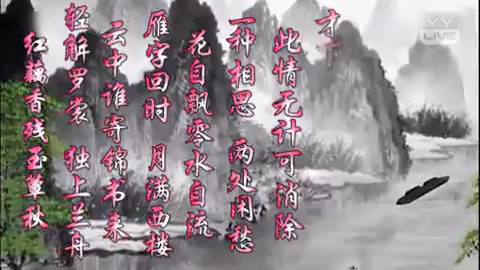 红藕香残玉簟秋
轻解罗裳 独上兰舟
云中谁寄锦书来
雁字回时 月满西楼
花自飘零水自流
一种相思 两处闲愁
此情无计可消除
才
YY
LIVE